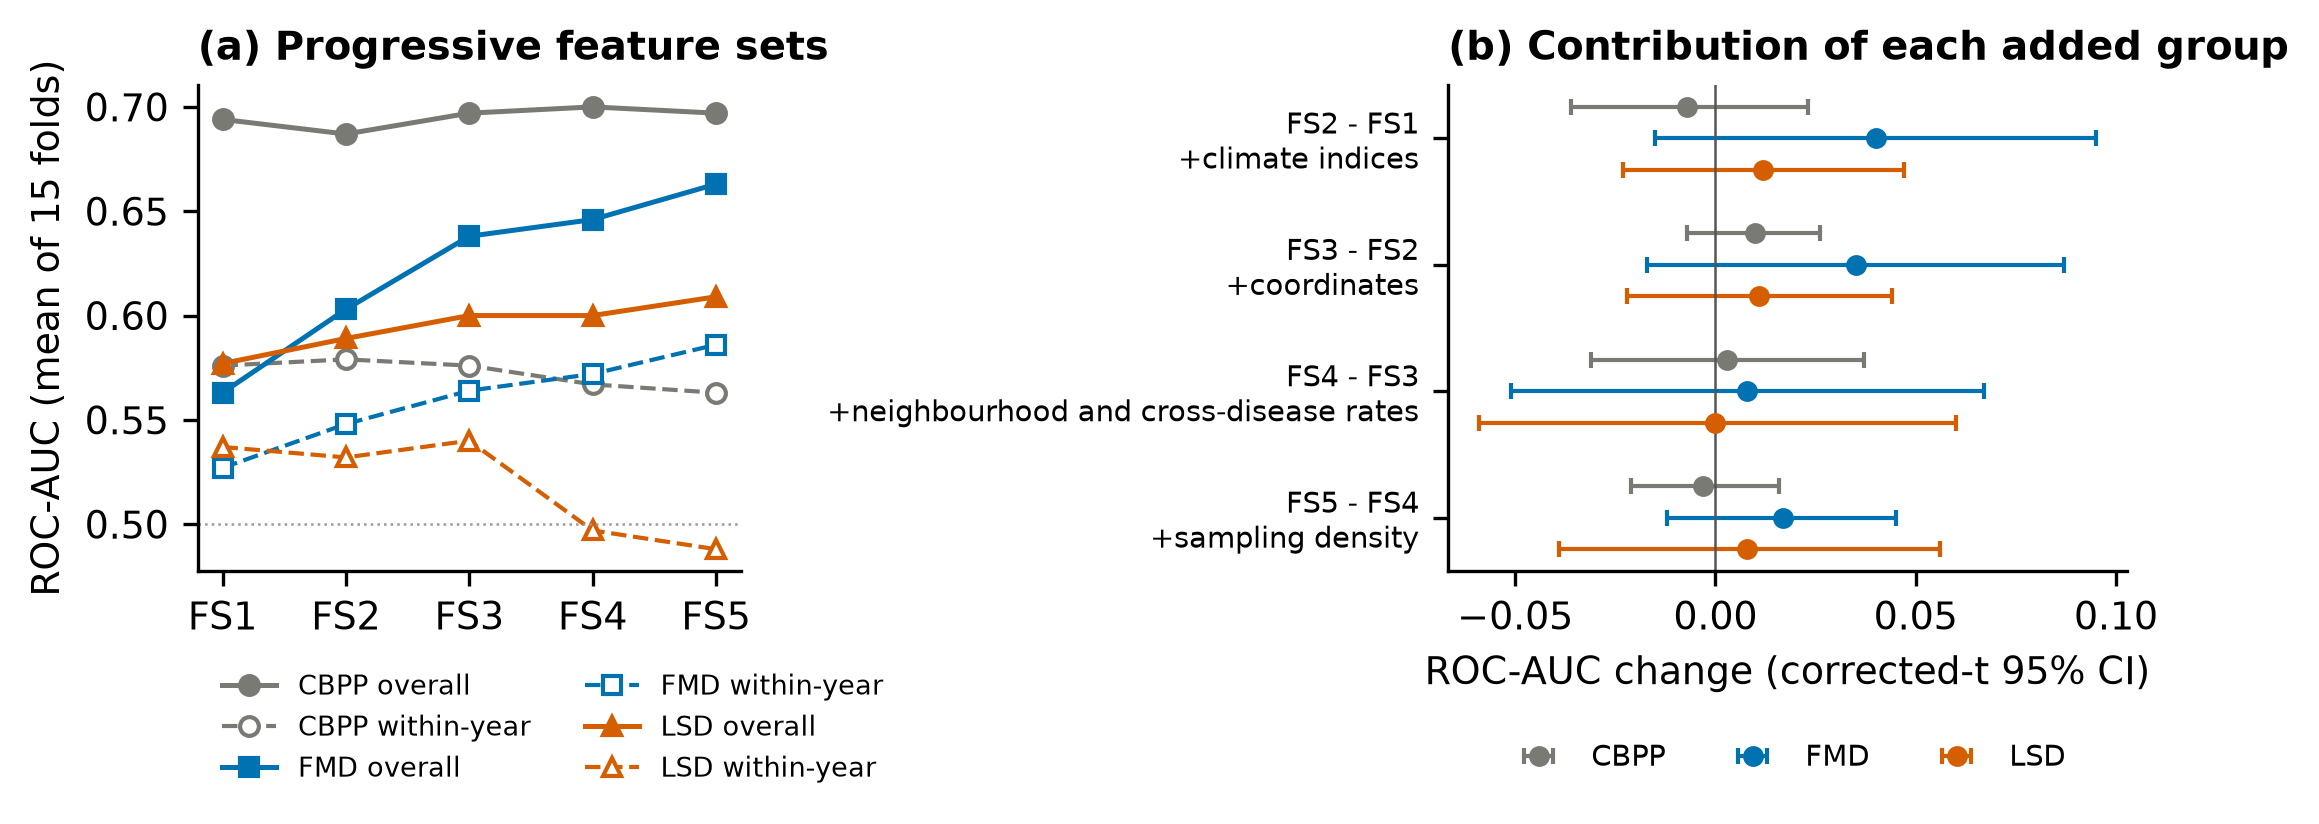 (a) Progressive feature sets
ROC-AUC (mean of 15 folds)
0.70
0.65
0.60
0.55
0.50
FS1 FS2 FS3 FS4 FS5
CBPP overall
CBPP within-year
FMD overall
FMD within-year
LSD overall
LSD within-year
(b) Contribution of each added group
FS2 - FS1
+climate indices
FS3 - FS2
+coordinates
FS4 - FS3
+neighbourhood and cross-disease rates
FS5 - FS4
+sampling density
−0.05 0.00 0.05 0.10
ROC-AUC change (corrected-t 95% CI)
CBPP FMD LSD